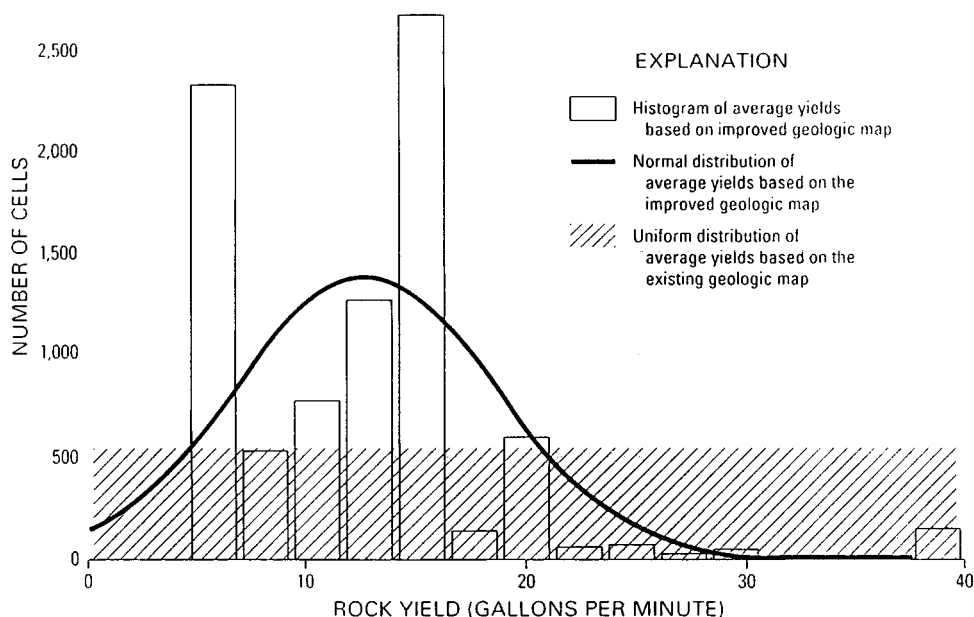 2,500
2,000
1,500
1,000
500
0
NUMBER OF CELLS
0
10
20
30
40
ROCK YIELD (GALLONS PER MINUTE)
EXPLANATION
Histogram of average yields
based on improved geologic map
Normal distribution of
average yields based on the
improved geologic map
Uniform distribution of
average yields based on the
existing geologic map